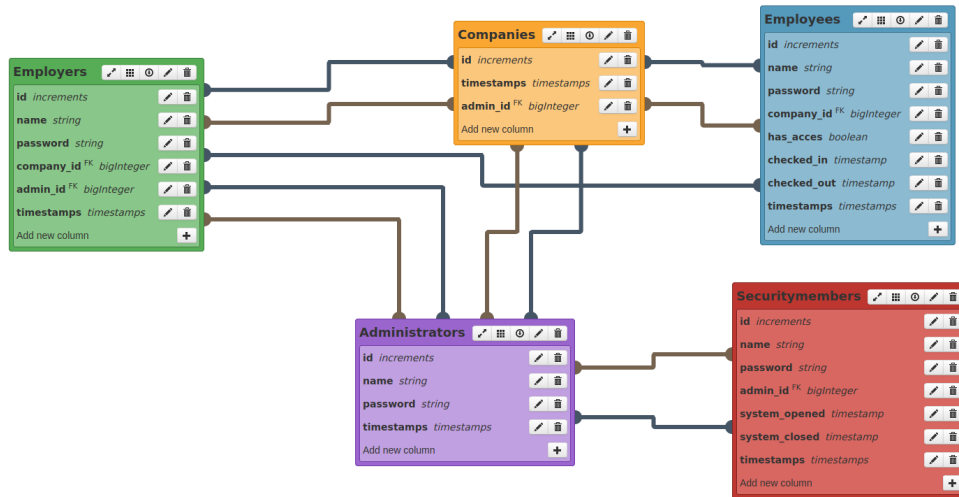 Employers
id increments
name string
password string
company_id FK bigInteger
admin_id FK bigInteger
timestamps timestamps
Add new column
Companies
id increments
timestamps timestamps
admin_id FK bigInteger
Add new column
Employees
id increments
name string
password string
company_id FK bigInteger
has_acces boolean
checked_in timestamp
checked_out timestamp
timestamps timestamps
Add new column
Administrators
id increments
name string
password string
timestamps timestamps
Add new column
Securitymembers
id increments
name string
password string
admin_id FK bigInteger
system_opened timestamp
system_closed timestamp
timestamps timestamps
Add new column